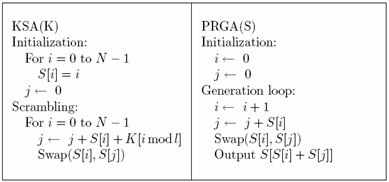 KSA(K)
Initialization:
For i = 0 to N − 1
S[i] = i
j ← 0
Scrambling:
For i = 0 to N − 1
j ← j + S[i] + K[i mod l]
Swap(S[i], S[j])
PRGA(S)
Initialization:
i ← 0
j ← 0
Generation loop:
i ← i + 1
j ← j + S[i]
Swap(S[i], S[j])
Output S[S[i] + S[j]]